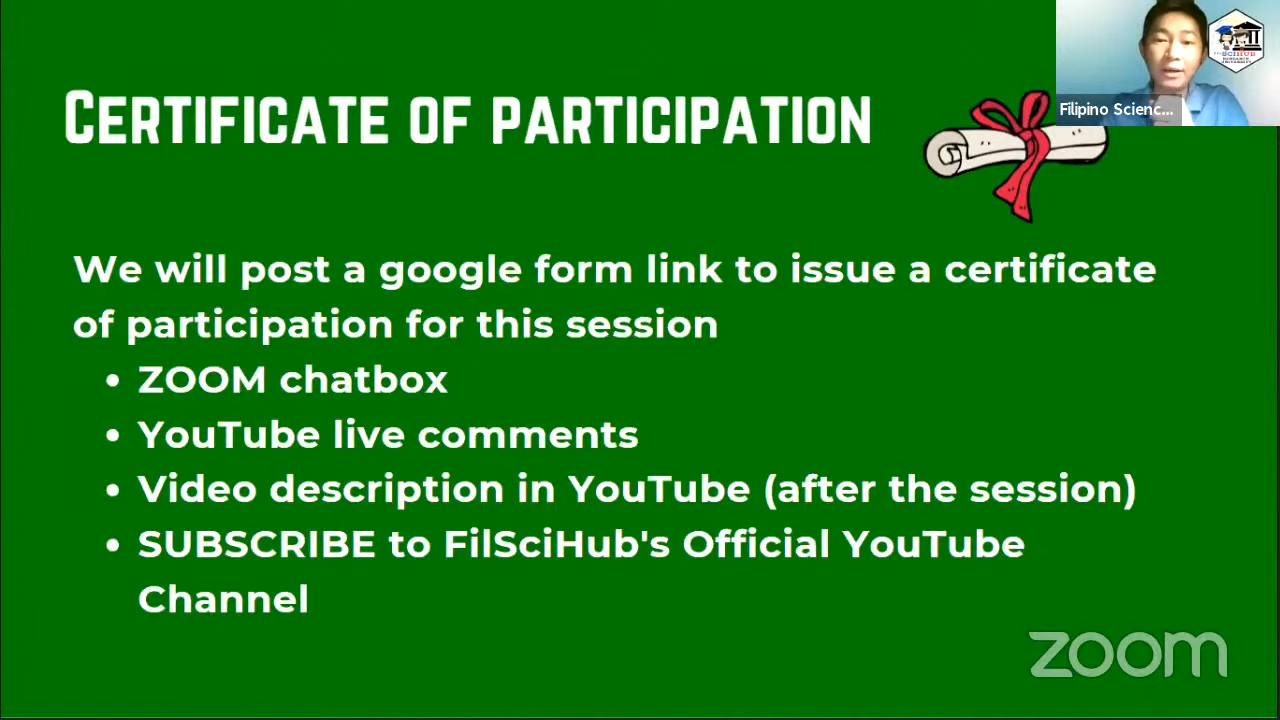 CERTIFICATE OF PARTICIPATION
Filipino Scienc...
We will post a google form link to issue a certificate
of participation for this session
• ZOOM chatbox
• YouTube live comments
• Video description in YouTube (after the session)
• SUBSCRIBE to FilSciHub's Official YouTube
Channel
zoom